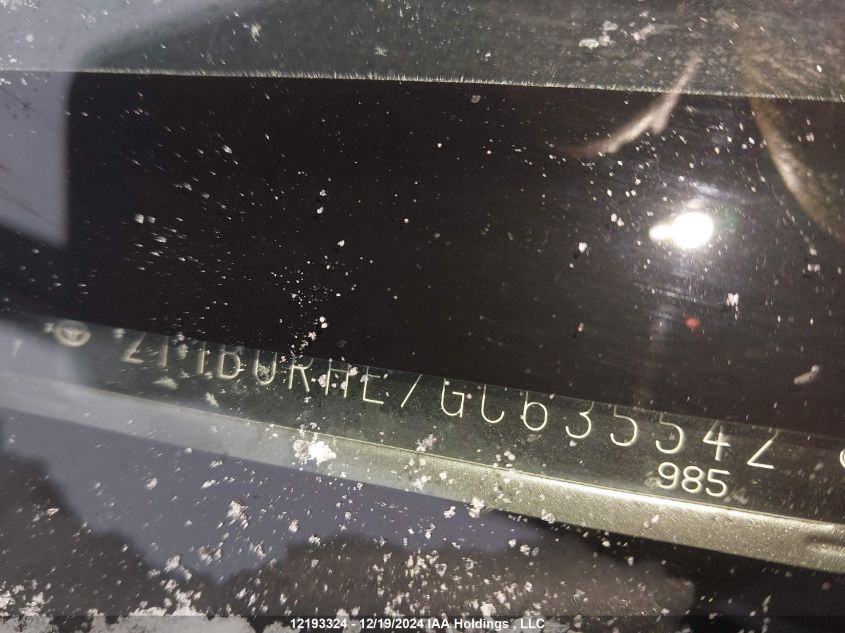 2T1BURHE7GC635542
985
12193324 - 12/19/2024 IAA Holdings , LLC